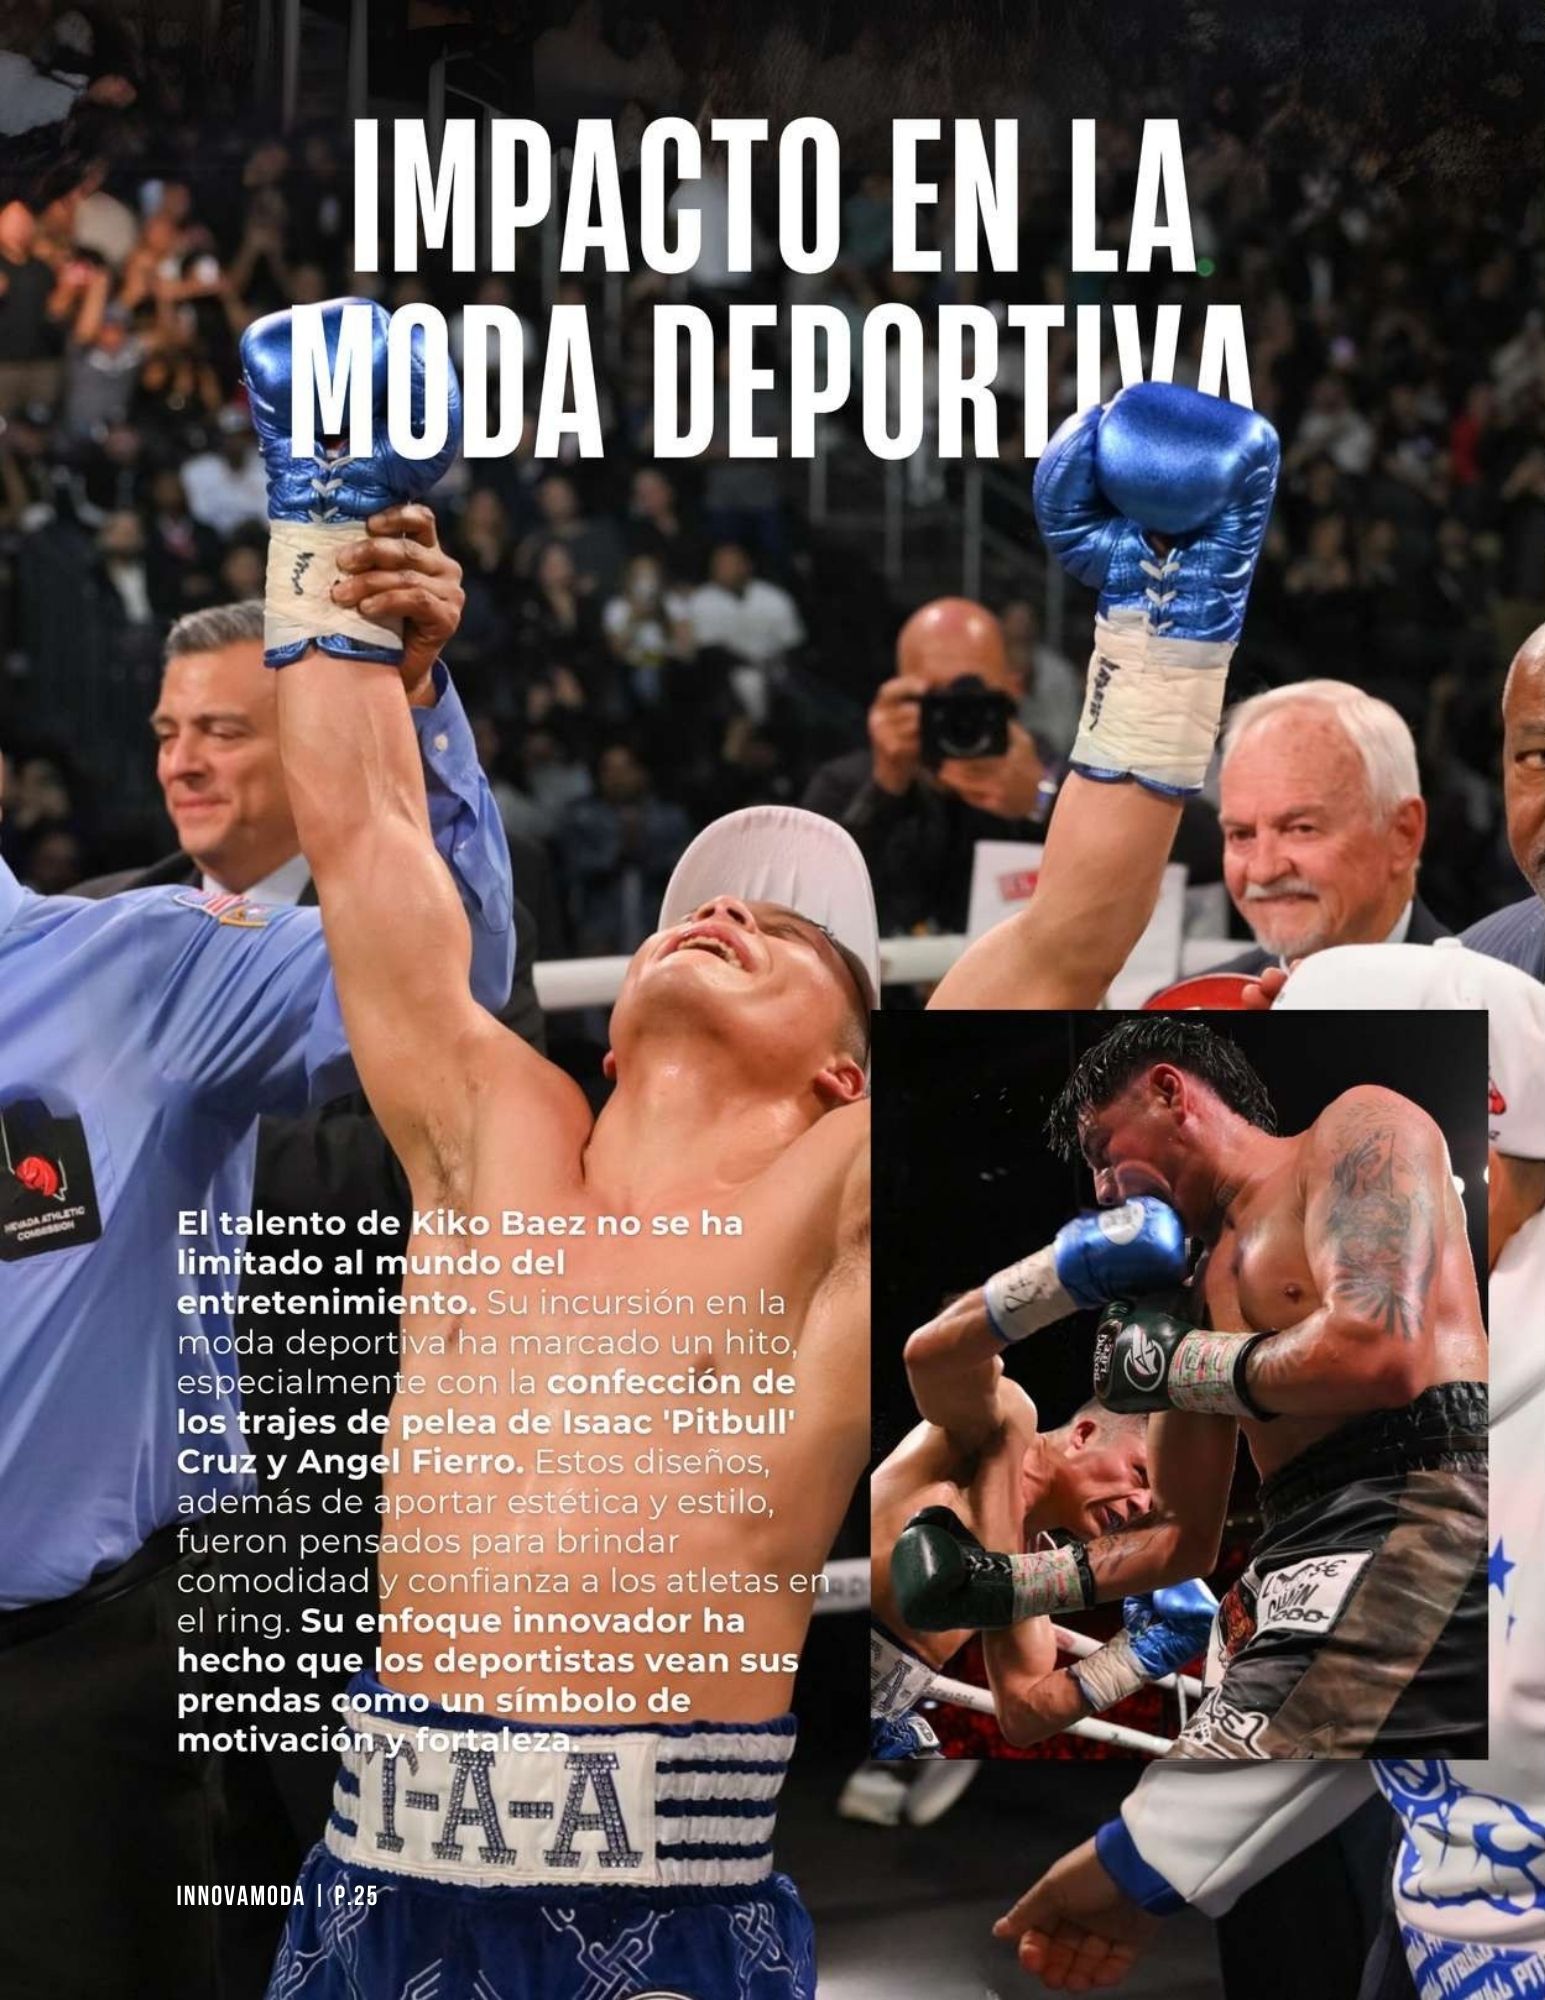 IMPACTO EN LA
MODA DEPORTIVA
NEVADA ATHLETIC
COMMISSION
El talento de Kiko Baez no se ha
limitado al mundo del
entretenimiento. Su incursión en la
moda deportiva ha marcado un hito,
especialmente con la confección de
los trajes de pelea de Isaac 'Pitbull'
Cruz y Angel Fierro. Estos diseños,
además de aportar estética y estilo,
fueron pensados para brindar
comodidad y confianza a los atletas en
el ring. Su enfoque innovador ha
hecho que los deportistas vean sus
prendas como un símbolo de
motivación y fortaleza.
T-A-A
INNOVAMODA | P.25